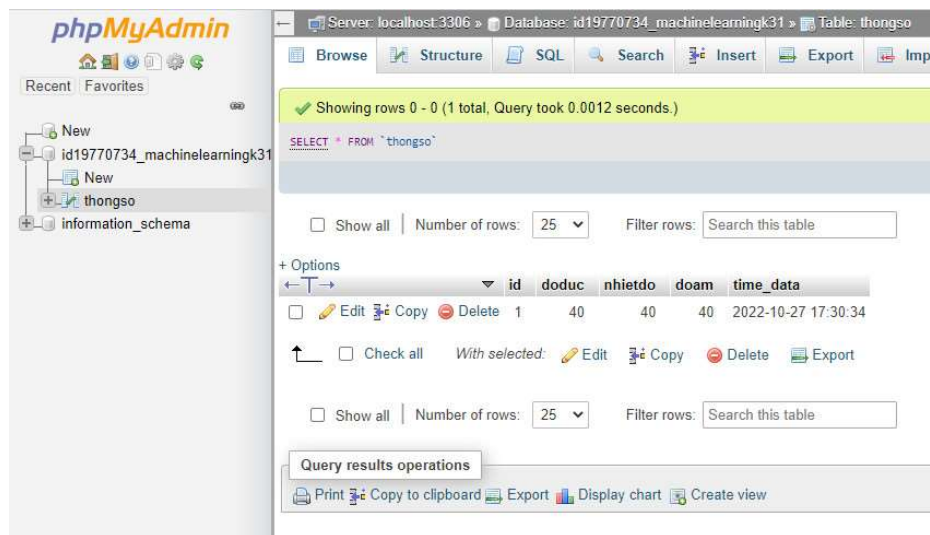 phpMyAdmin
Recent Favorites
New
id19770734_machinelearningk31
New
thongso
information_schema
Server: localhost:3306 » Database: id19770734_machinelearningk31 » Table: thongso
Browse Structure SQL Search Insert Export Imp
Showing rows 0 - 0 (1 total, Query took 0.0012 seconds.)
SELECT * FROM `thongso`
Show all | Number of rows: 25 Filter rows: Search this table
+ Options
←T→ ▼ id doduc nhietdo doam time_data
Edit Copy Delete 1 40 40 40 2022-10-27 17:30:34
Check all With selected: Edit Copy Delete Export
Show all | Number of rows: 25 Filter rows: Search this table
Query results operations
Print Copy to clipboard Export Display chart Create view